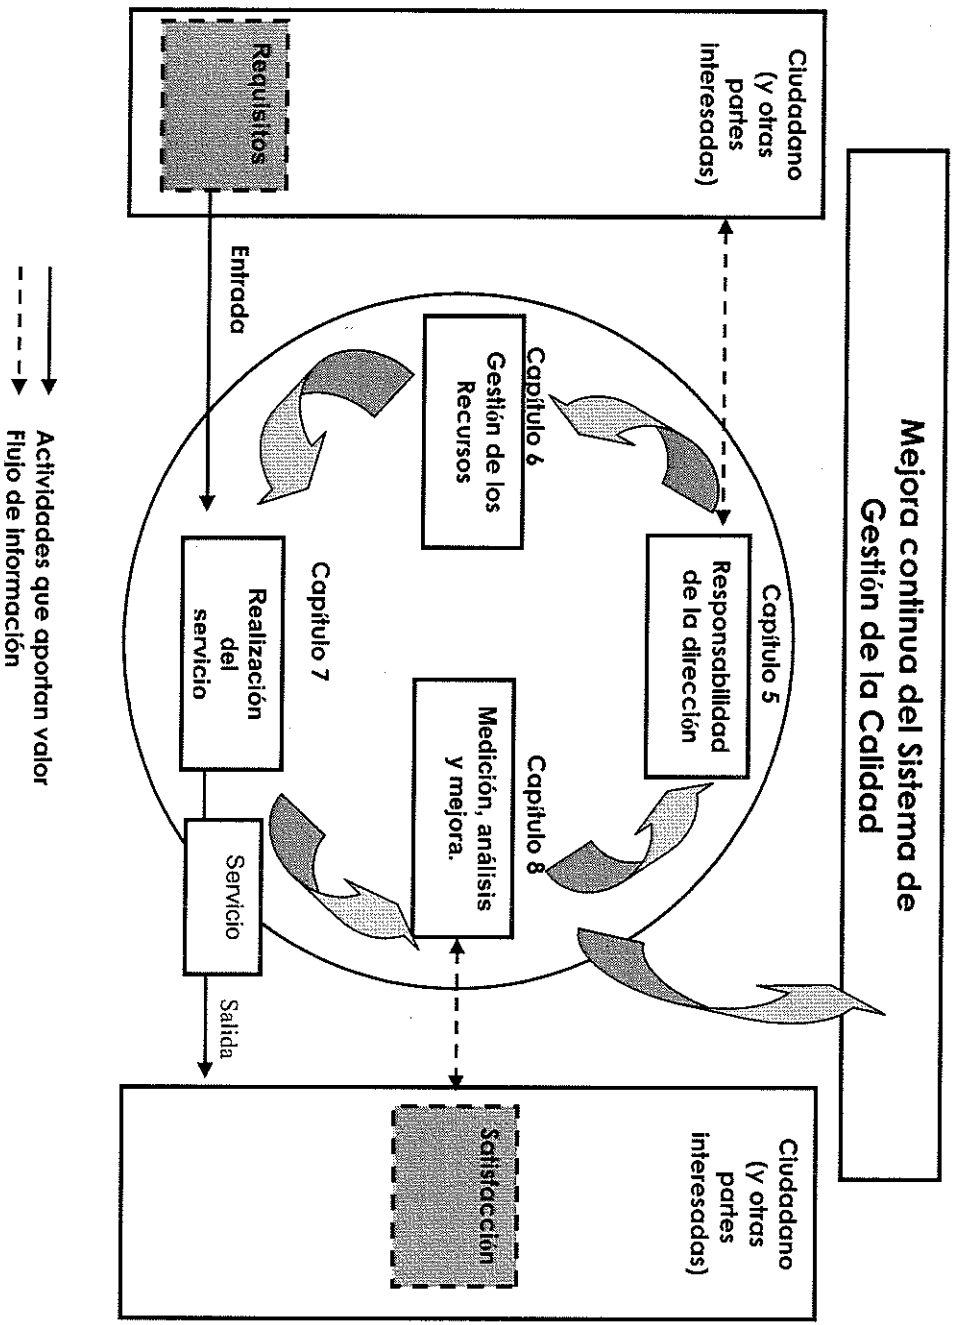 Mejora continua del Sistema de
Gestión de la Calidad
Ciudadano
(y otras
partes
interesadas)
Requisitos
Entrada
Capítulo 5
Responsabilidad
de la dirección
Capítulo 6
Gestión de los
Recursos
Capítulo 8
Medición, análisis
y mejora.
Capítulo 7
Realización
del
servicio
Servicio
Salida
Ciudadano
(y otras
partes
interesadas)
Satisfacción
Actividades que aportan valor
Flujo de información